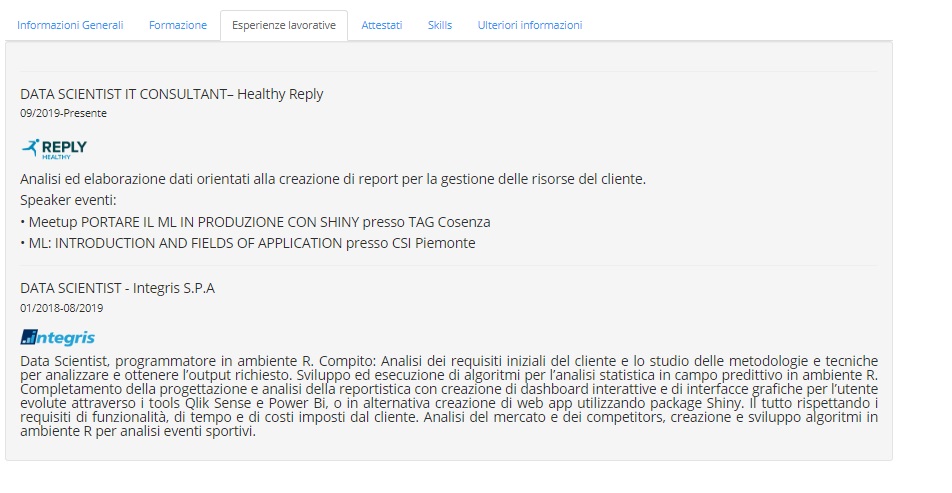 Informazioni Generali Formazione Esperienze lavorative Attestati Skills Ulteriori informazioni
DATA SCIENTIST IT CONSULTANT– Healthy Reply
09/2019-Presente
REPLY
HEALTHY
Analisi ed elaborazione dati orientati alla creazione di report per la gestione delle risorse del cliente.
Speaker eventi:
• Meetup PORTARE IL ML IN PRODUZIONE CON SHINY presso TAG Cosenza
• ML: INTRODUCTION AND FIELDS OF APPLICATION presso CSI Piemonte
DATA SCIENTIST - Integris S.P.A
01/2018-08/2019
integris
Data Scientist, programmatore in ambiente R. Compito: Analisi dei requisiti iniziali del cliente e lo studio delle metodologie e tecniche
per analizzare e ottenere l’output richiesto. Sviluppo ed esecuzione di algoritmi per l’analisi statistica in campo predittivo in ambiente R.
Completamento della progettazione e analisi della reportistica con creazione di dashboard interattive e di interfacce grafiche per l’utente
evolute attraverso i tools Qlik Sense e Power Bi, o in alternativa creazione di web app utilizzando package Shiny. Il tutto rispettando i
requisiti di funzionalità, di tempo e di costi imposti dal cliente. Analisi del mercato e dei competitors, creazione e sviluppo algoritmi in
ambiente R per analisi eventi sportivi.